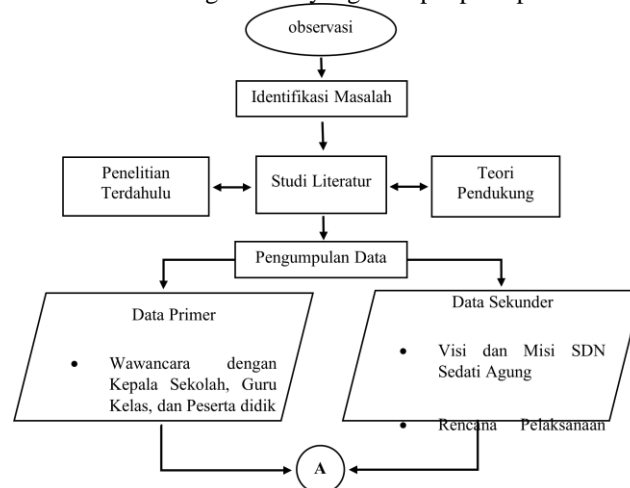 observasi
Identifikasi Masalah
Penelitian
Terdahulu
Studi Literatur
Teori
Pendukung
Pengumpulan Data
Data Primer
• Wawancara dengan
Kepala Sekolah, Guru
Kelas, dan Peserta didik
Data Sekunder
• Visi dan Misi SDN
Sedati Agung
• Rencana Pelaksanaan
A